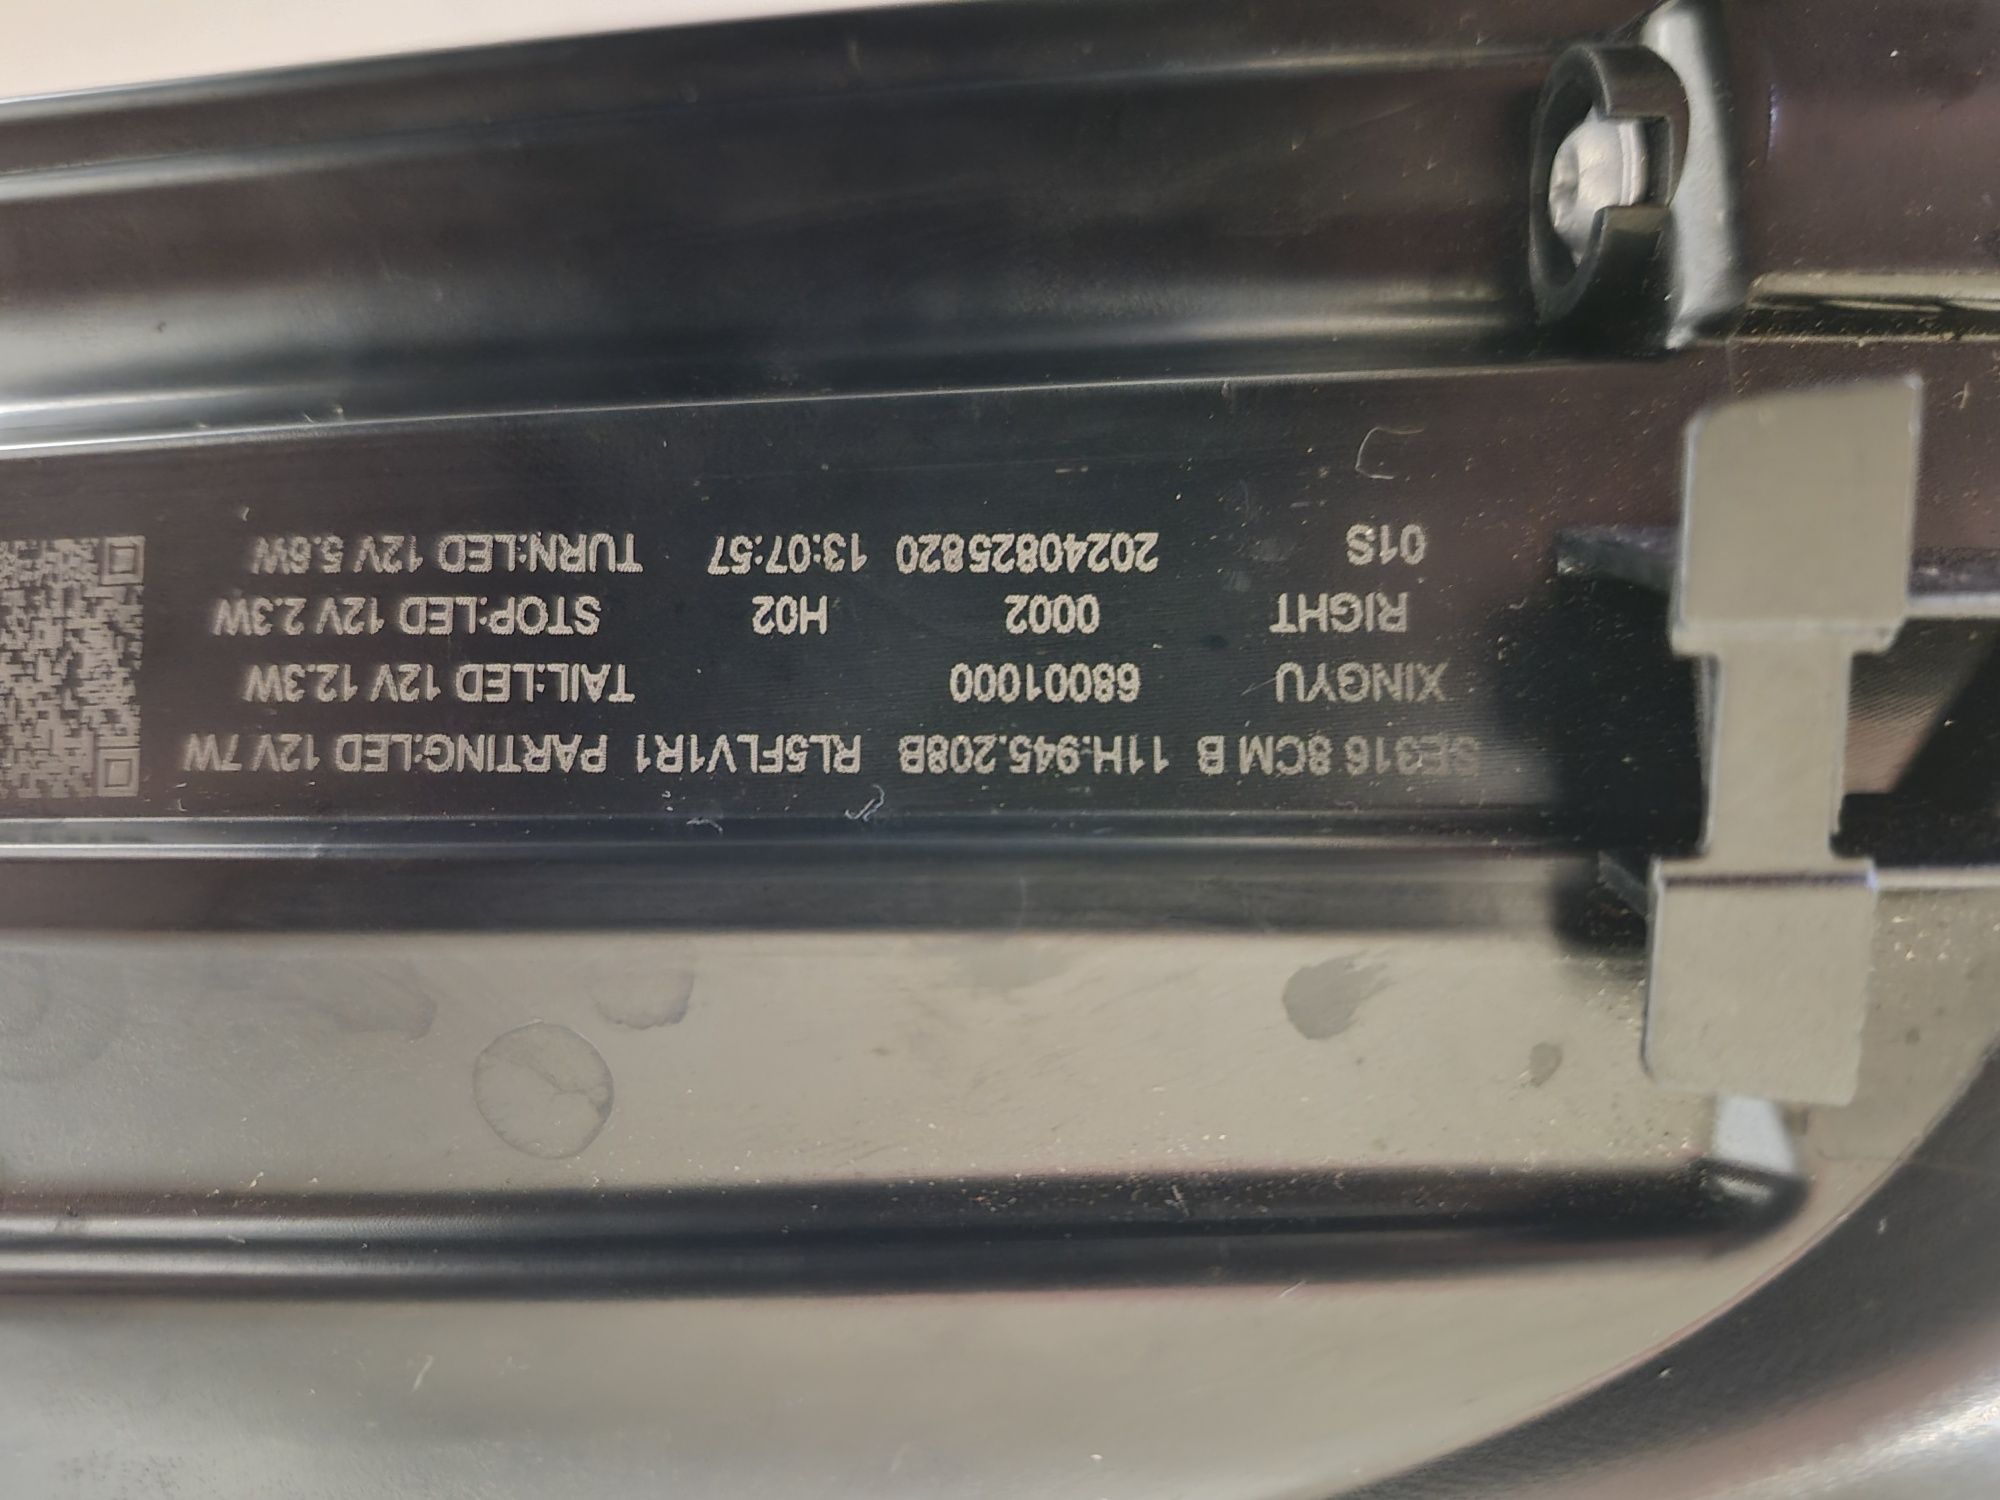 SE316 8CM B 11H.945.208B RL5FLV1R1 PARTING:LED 12V 7W
XINGYU 68001000 TAIL:LED 12V 12.3W
RIGHT 0002 H02 STOP:LED 12V 2.3W
01S 20240825820 13:07:57 TURN:LED 12V 5.6W